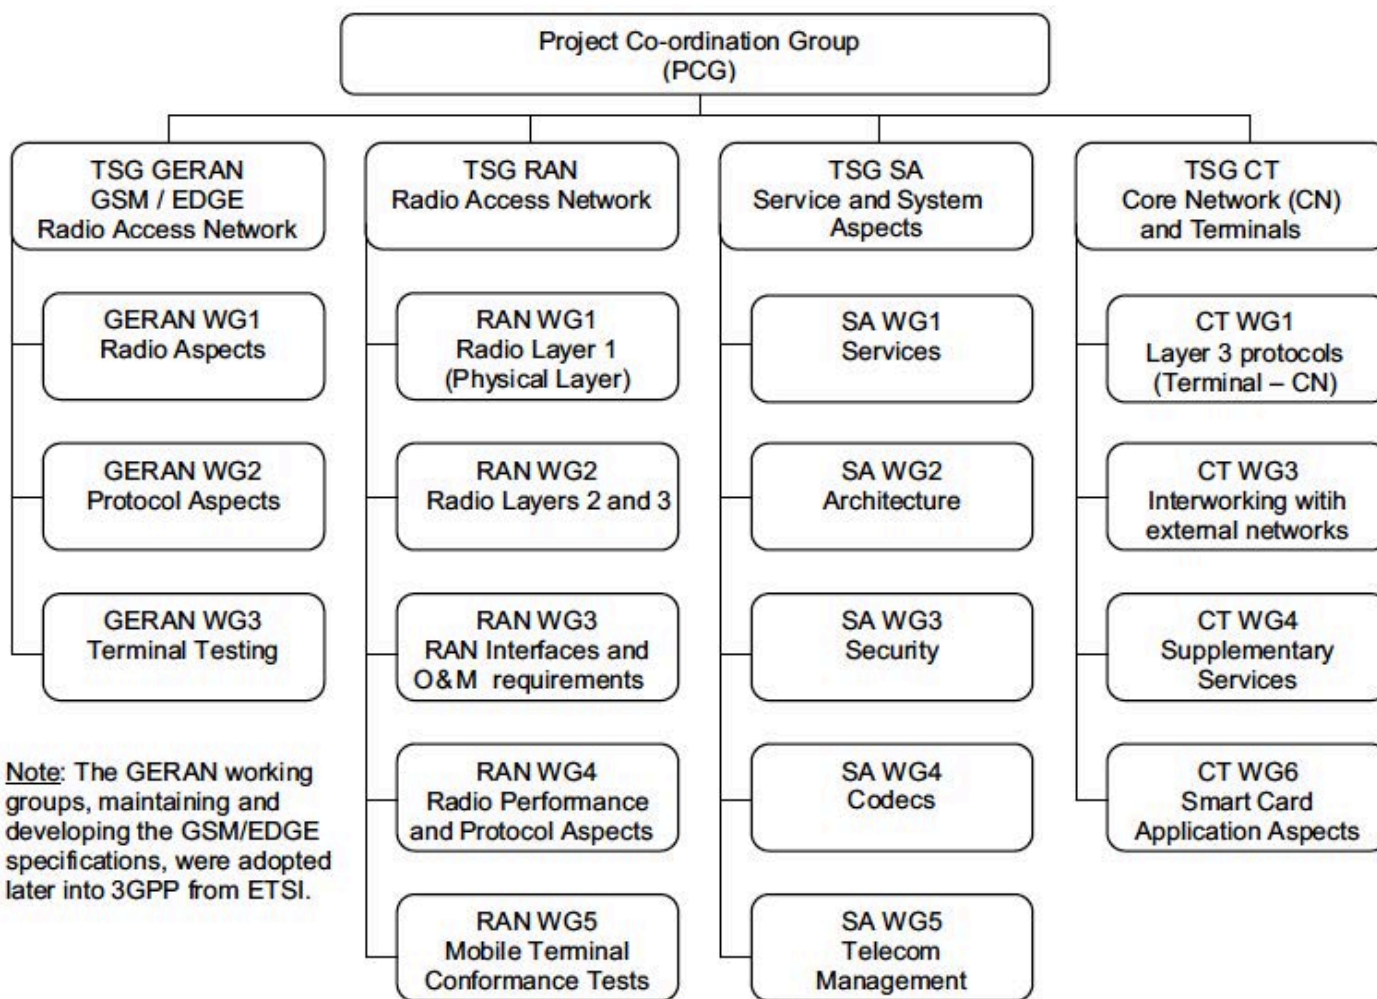 Project Co-ordination Group
(PCG)
TSG GERAN
GSM / EDGE
Radio Access Network
TSG RAN
Radio Access Network
TSG SA
Service and System
Aspects
TSG CT
Core Network (CN)
and Terminals
GERAN WG1
Radio Aspects
RAN WG1
Radio Layer 1
(Physical Layer)
SA WG1
Services
CT WG1
Layer 3 protocols
(Terminal – CN)
GERAN WG2
Protocol Aspects
RAN WG2
Radio Layers 2 and 3
SA WG2
Architecture
CT WG3
Interworking witih
external networks
GERAN WG3
Terminal Testing
RAN WG3
RAN Interfaces and
O&M requirements
SA WG3
Security
CT WG4
Supplementary
Services
Note: The GERAN working
groups, maintaining and
developing the GSM/EDGE
specifications, were adopted
later into 3GPP from ETSI.
RAN WG4
Radio Performance
and Protocol Aspects
SA WG4
Codecs
CT WG6
Smart Card
Application Aspects
RAN WG5
Mobile Terminal
Conformance Tests
SA WG5
Telecom
Management